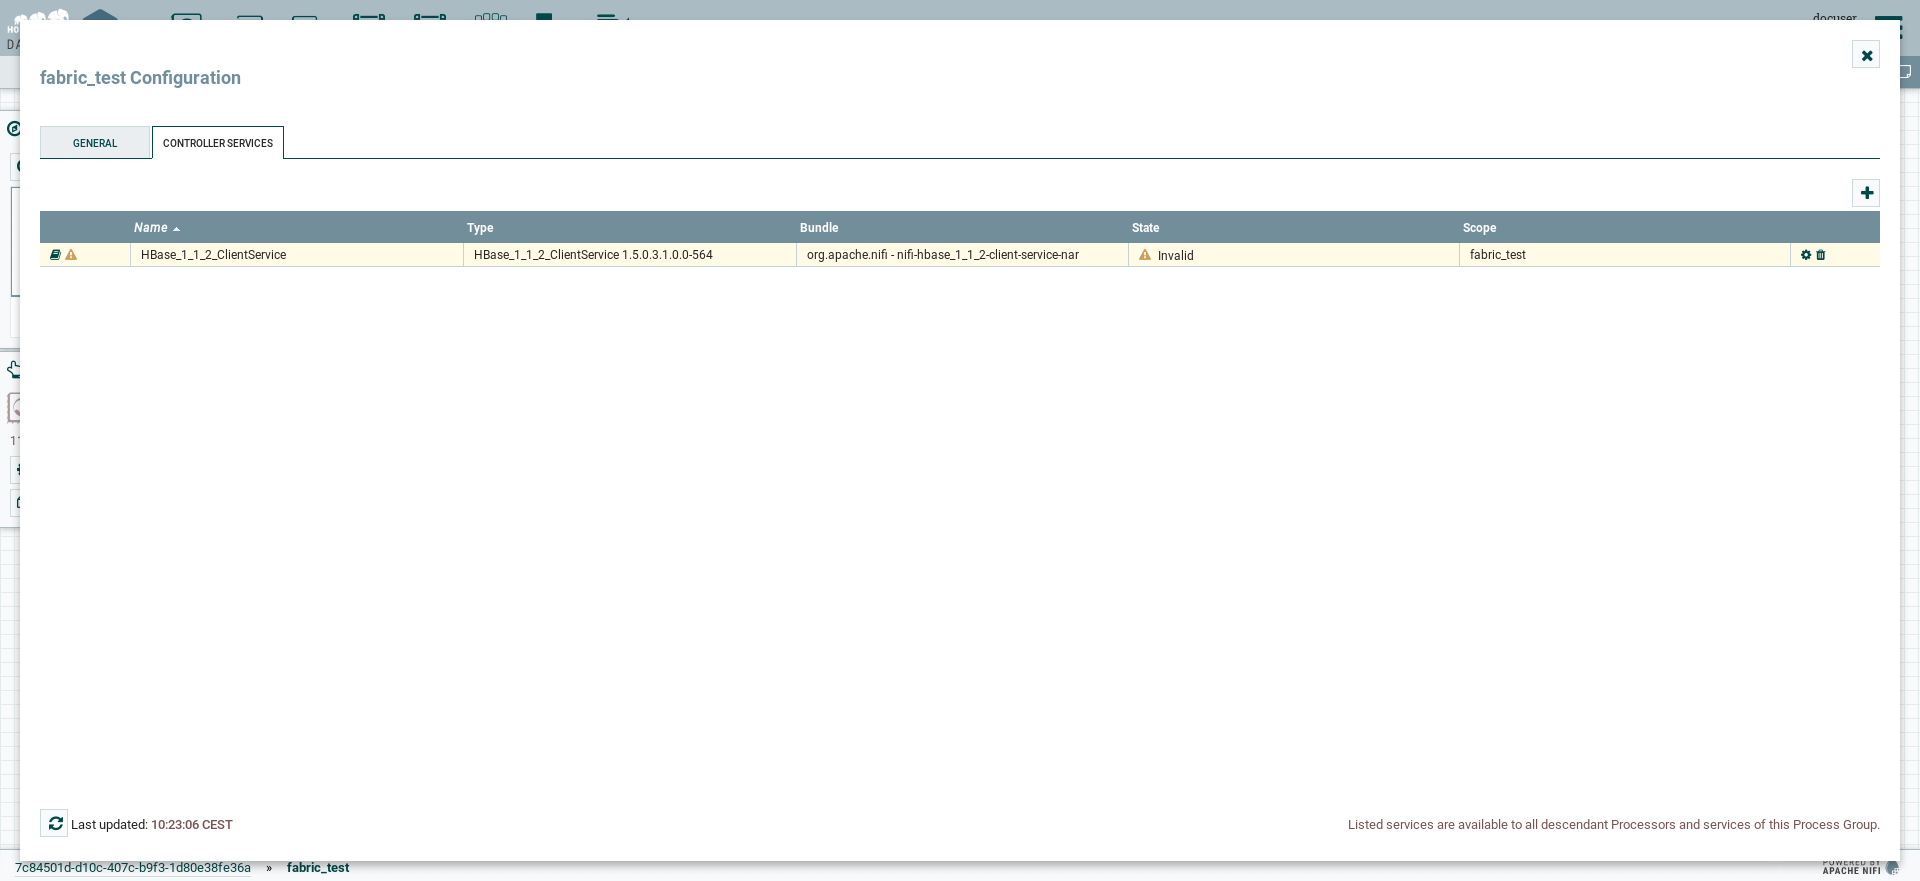 docuser
fabric_test Configuration
GENERAL
CONTROLLER SERVICES
Name Type Bundle State Scope
HBase_1_1_2_ClientService HBase_1_1_2_ClientService 1.5.0.3.1.0.0-564 org.apache.nifi - nifi-hbase_1_1_2-client-service-nar Invalid fabric_test
Last updated: 10:23:06 CEST
Listed services are available to all descendant Processors and services of this Process Group.
7c84501d-d10c-407c-b9f3-1d80e38fe36a » fabric_test
POWERED BY
APACHE NIFI